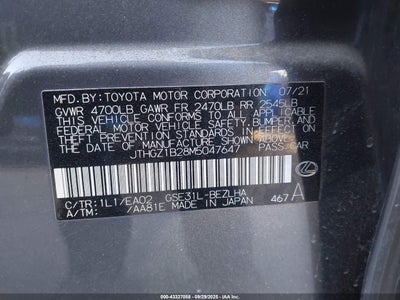 MFD. BY: TOYOTA MOTOR CORPORATION 07/21
GVWR 4700LB GAWR FR 2470LB RR 2545LB
THIS VEHICLE CONFORMS TO ALL APPLICABLE
FEDERAL MOTOR VEHICLE SAFETY, BUMPER, AND
THEFT PREVENTION STANDARDS IN EFFECT ON
THE DATE OF MANUFACTURE SHOWN ABOVE.
JTHGZ1B28M5047647 PASS.CAR
C/TR: 1L1/EA02 GSE31L-BEZLHA
A/TM: /AA81E MADE IN JAPAN 467 A
© IAA 000-43327058 - 09/29/2025 - IAAI.COM